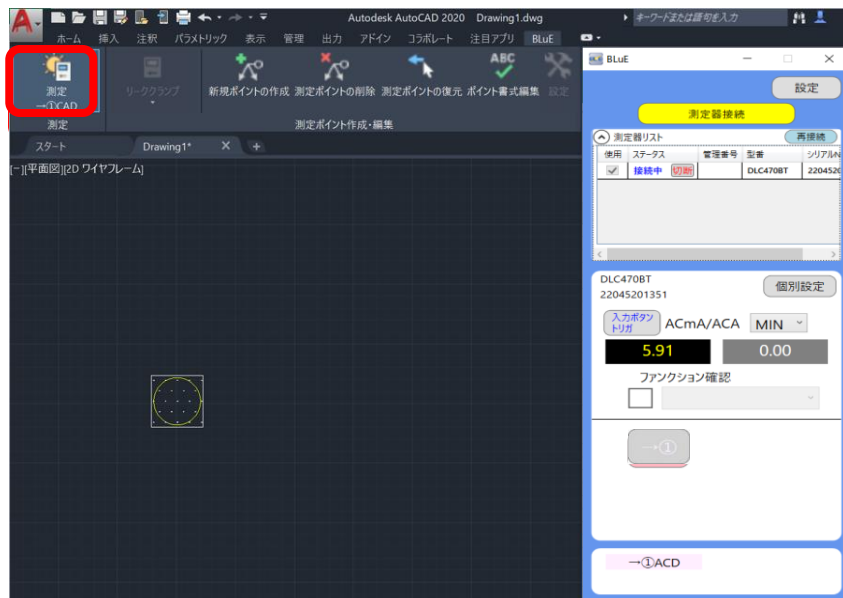 Autodesk AutoCAD 2020 Drawing1.dwg
キーワードまたは語句を入力
ホーム 挿入 注釈 パラメトリック 表示 管理 出力 アドイン コラボレート 注目アプリ BLuE
測定
→①CAD
リーククランプ
新規ポイントの作成 測定ポイントの削除 測定ポイントの復元 ポイント書式編集 設定
ABC
測定
測定ポイント作成・編集
スタート
Drawing1*
[−][平面図][2D ワイヤフレーム]
BLuE
設定
測定器接続
測定器リスト
再接続
使用 ステータス 管理番号 型番 シリアルN
接続中 切断 DLC470BT 2204520
DLC470BT
22045201351
個別設定
入力ボタン
トリガ
ACmA/ACA
MIN
5.91
0.00
ファンクション確認
→①
→①ACD